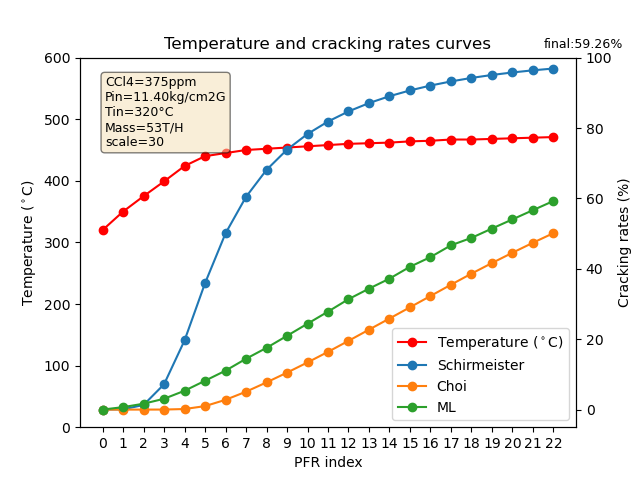 Temperature and cracking rates curves
final:59.26%
CCl4=375ppm
Pin=11.40kg/cm2G
Tin=320°C
Mass=53T/H
scale=30
Temperature (°C)
600
500
400
300
200
100
0
100
80
60
40
20
0
Cracking rates (%)
Temperature (°C)
Schirmeister
Choi
ML
0 1 2 3 4 5 6 7 8 9 10 11 12 13 14 15 16 17 18 19 20 21 22
PFR index